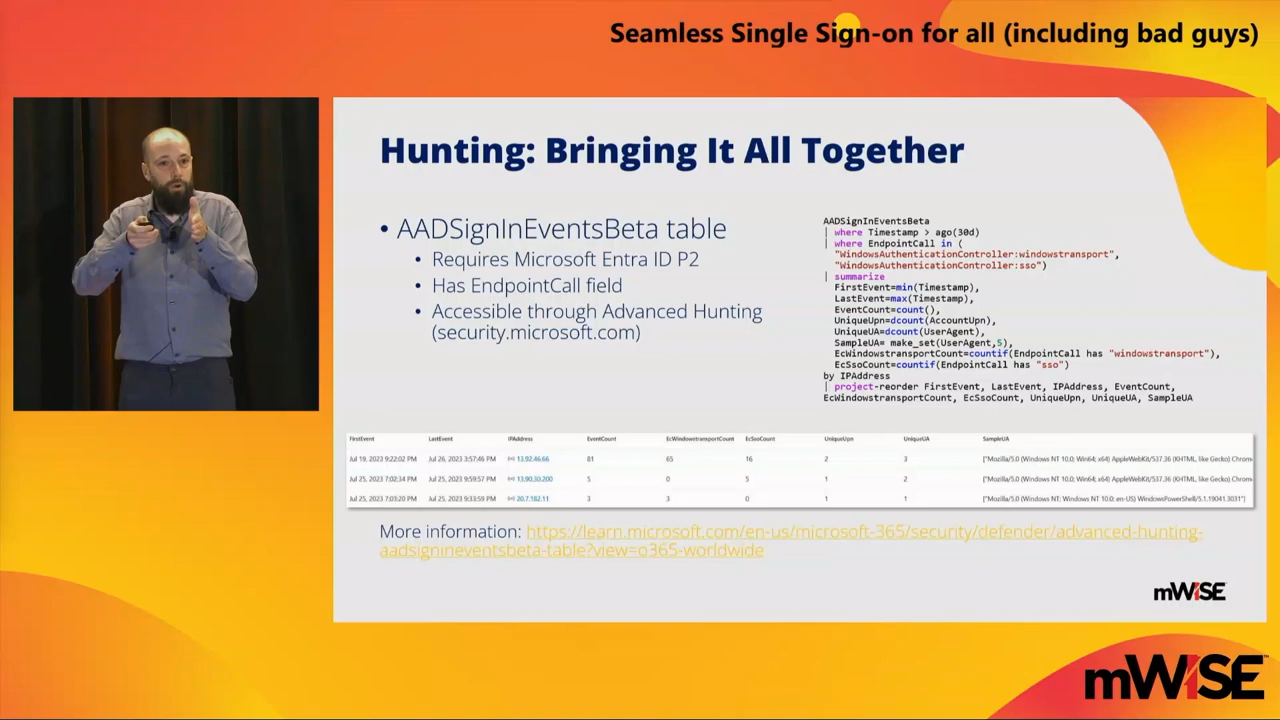 Seamless Single Sign-on for all (including bad guys)
Hunting: Bringing It All Together
• AADSignInEventsBeta table
• Requires Microsoft Entra ID P2
• Has EndpointCall field
• Accessible through Advanced Hunting
(security.microsoft.com)
AADSignInEventsBeta
| where Timestamp > ago(30d)
| where EndpointCall in (
"WindowsAuthenticationController:windowstransport",
"WindowsAuthenticationController:sso")
| summarize
FirstEvent=min(Timestamp),
LastEvent=max(Timestamp),
EventCount=count(),
UniqueUpn=dcount(AccountUpn),
UniqueUA=dcount(UserAgent),
SampleUA= make_set(UserAgent,5),
EcWindowstransportCount=countif(EndpointCall has "windowstransport"),
EcSsoCount=countif(EndpointCall has "sso")
by IPAddress
| project-reorder FirstEvent, LastEvent, IPAddress, EventCount,
EcWindowstransportCount, EcSsoCount, UniqueUpn, UniqueUA, SampleUA
FirstEvent LastEvent IPAddress EventCount EcWindowstransportCount EcSsoCount UniqueUpn UniqueUA SampleUA
Jul 19, 2023 9:22:02 PM Jul 26, 2023 3:57:46 PM 13.92.46.66 81 65 16 2 3 ["Mozilla/5.0 (Windows NT 10.0; Win64; x64) AppleWebKit/537.36 (KHTML, like Gecko) Chrom
Jul 25, 2023 7:02:34 PM Jul 25, 2023 9:59:57 PM 13.90.30.200 5 0 5 1 2 ["Mozilla/5.0 (Windows NT 10.0; Win64; x64) AppleWebKit/537.36 (KHTML, like Gecko) Chrom
Jul 25, 2023 7:03:20 PM Jul 25, 2023 9:33:59 PM 20.7.182.11 3 3 0 1 1 ["Mozilla/5.0 (Windows NT; Windows NT 10.0; en-US) WindowsPowerShell/5.1.19041.3031"]
More information: https://learn.microsoft.com/en-us/microsoft-365/security/defender/advanced-hunting-
aadsignineventsbeta-table?view=o365-worldwide
mWISE
mWISE